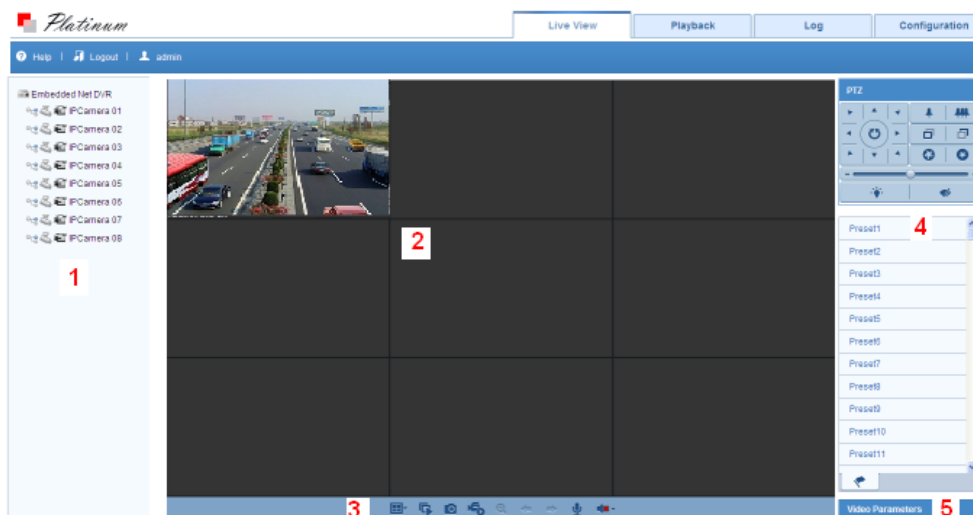 Platinum
Live View
Playback
Log
Configuration
Help | Logout | admin
Embedded Net DVR
IPCamera 01
IPCamera 02
IPCamera 03
IPCamera 04
IPCamera 05
IPCamera 06
IPCamera 07
IPCamera 08
1
2
3
PTZ
4
Preset1
Preset2
Preset3
Preset4
Preset5
Preset6
Preset7
Preset8
Preset9
Preset10
Preset11
Video Parameters
5